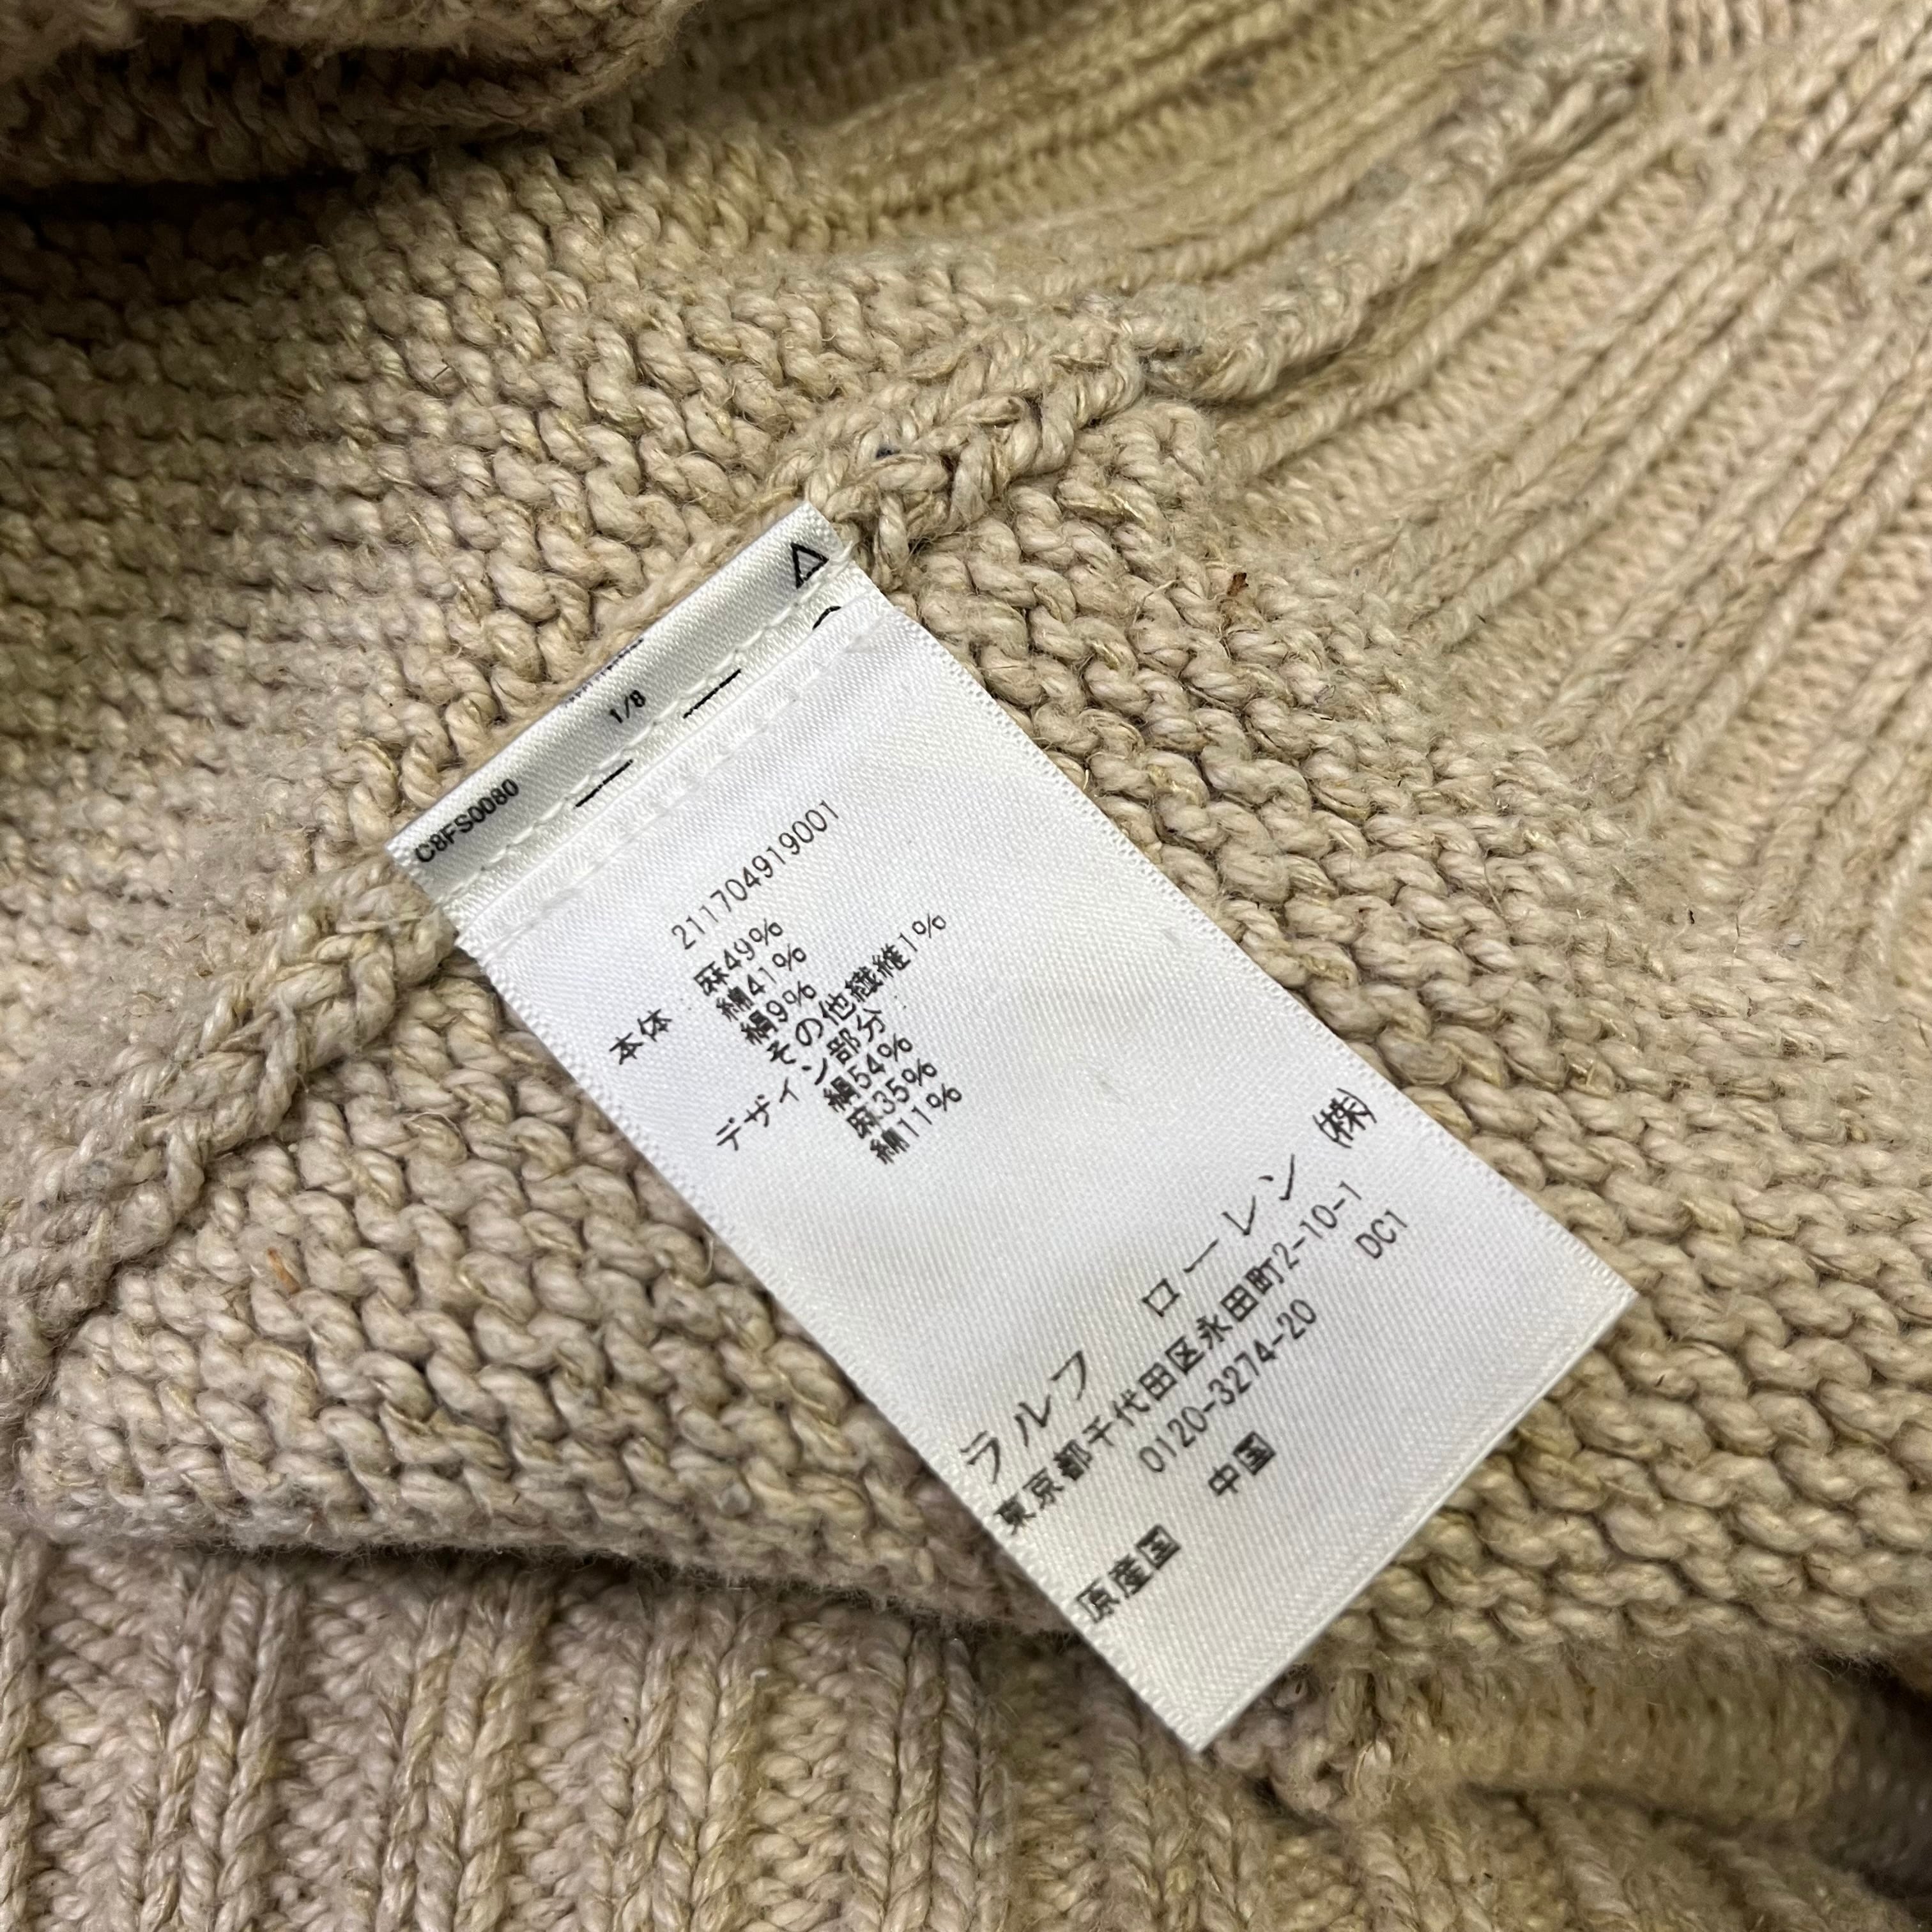 C8FS0080 1/8
211704919001
本体: 麻49%
綿41%
絹9%
その他繊維1%
デザイン部分:
絹54%
麻35%
綿11%
ラルフ ローレン ㈱
東京都千代田区永田町2-10-1
0120-3274-20 DC1
原産国 中国